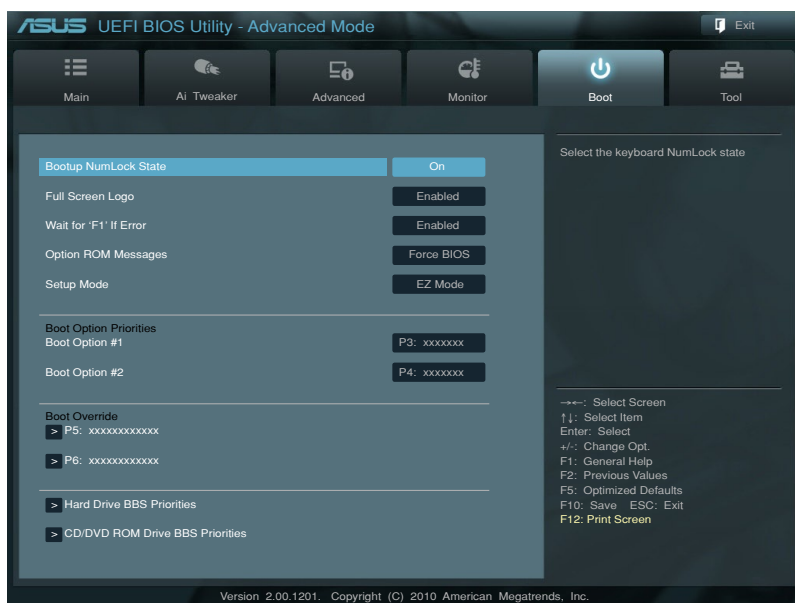 ASUS UEFI BIOS Utility - Advanced Mode
Exit
Main
Ai Tweaker
Advanced
Monitor
Boot
Tool
Bootup NumLock State On
Full Screen Logo Enabled
Wait for ‘F1’ If Error Enabled
Option ROM Messages Force BIOS
Setup Mode EZ Mode
Boot Option Priorities
Boot Option #1 P3: xxxxxxx
Boot Option #2 P4: xxxxxxx
Boot Override
> P5: xxxxxxxxxxxx
> P6: xxxxxxxxxxxx
> Hard Drive BBS Priorities
> CD/DVD ROM Drive BBS Priorities
Select the keyboard NumLock state
→←: Select Screen
↑↓: Select Item
Enter: Select
+/-: Change Opt.
F1: General Help
F2: Previous Values
F5: Optimized Defaults
F10: Save ESC: Exit
F12: Print Screen
Version 2.00.1201. Copyright (C) 2010 American Megatrends, Inc.